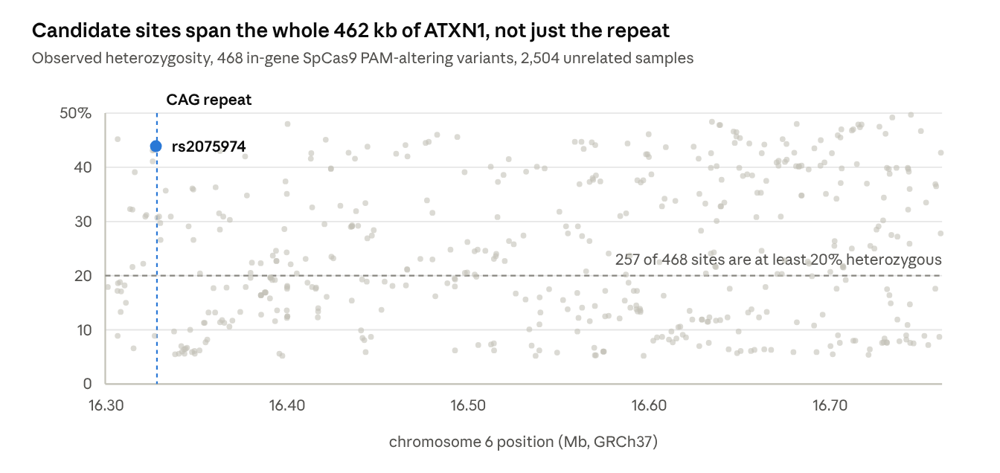 Candidate sites span the whole 462 kb of ATXN1, not just the repeat
Observed heterozygosity, 468 in-gene SpCas9 PAM-altering variants, 2,504 unrelated samples
CAG repeat
50%
rs2075974
40
30
257 of 468 sites are at least 20% heterozygous
20
10
0
16.30 16.40 16.50 16.60 16.70
chromosome 6 position (Mb, GRCh37)